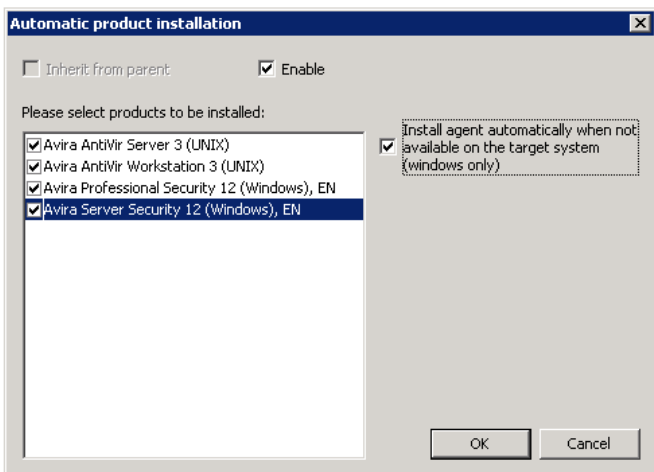 Automatic product installation
Inherit from parent
Enable
Please select products to be installed:
Avira AntiVir Server 3 (UNIX)
Avira AntiVir Workstation 3 (UNIX)
Avira Professional Security 12 (Windows), EN
Avira Server Security 12 (Windows), EN
Install agent automatically when not
available on the target system
(windows only)
OK
Cancel